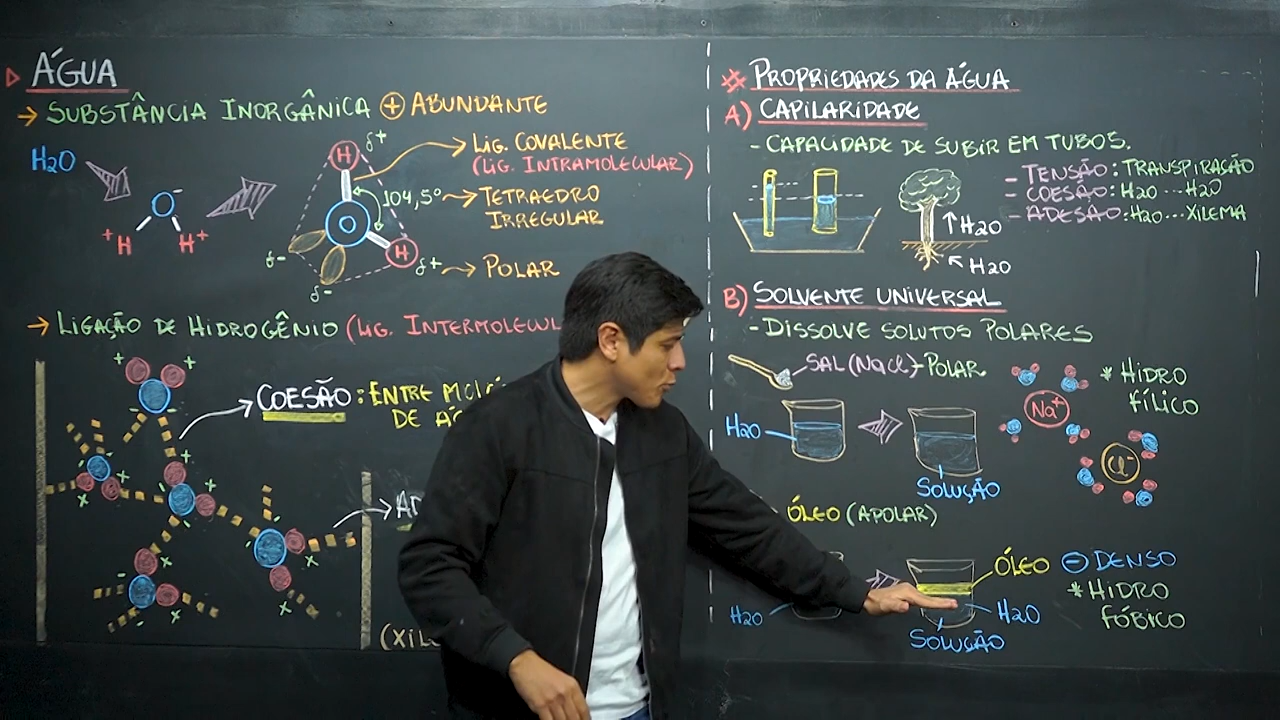 ÁGUA
→ SUBSTÂNCIA INORGÂNICA + ABUNDANTE
H2O
O-
+H H+
H δ+
104,5°
H δ+
δ-
δ-
LIG. COVALENTE
(LIG. INTRAMOLECULAR)
TETRAEDRO
IRREGULAR
POLAR
→ LIGAÇÃO DE HIDROGÊNIO (LIG. INTERMOLECUL
COESÃO: ENTRE
DE
(XIL
# PROPRIEDADES DA ÁGUA
A) CAPILARIDADE
- CAPACIDADE DE SUBIR EM TUBOS.
- TENSÃO: TRANSPIRAÇÃO
- COESÃO: H2O ... H2O
- ADESÃO: H2O ... XILEMA
↑ H2O
H2O
B) SOLVENTE UNIVERSAL
- DISSOLVE SOLUTOS POLARES
SAL (NaCl) - POLAR
H2O
SOLUÇÃO
Na+
Cl-
* HIDRO
FÍLICO
ÓLEO (APOLAR)
H2O
ÓLEO - DENSO
H2O
SOLUÇÃO
* HIDRO
FÓBICO